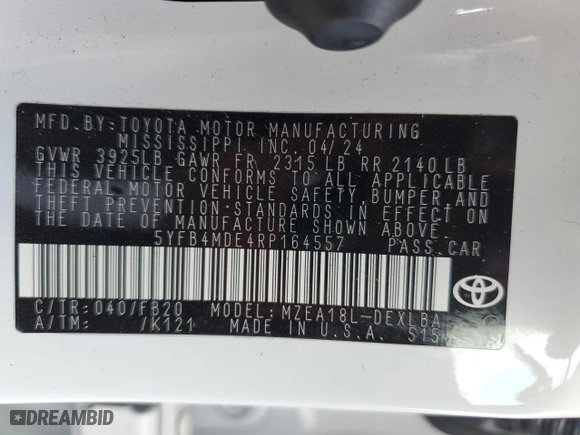 MFD. BY: TOYOTA MOTOR MANUFACTURING
MISSISSIPPI, INC. 04/24
GVWR 3925LB GAWR FR 2315 LB RR 2140 LB
THIS VEHICLE CONFORMS TO ALL APPLICABLE
FEDERAL MOTOR VEHICLE SAFETY, BUMPER, AND
THEFT PREVENTION STANDARDS IN EFFECT ON
THE DATE OF MANUFACTURE SHOWN ABOVE.
5YFB4MDE4RP164557 PASS. CAR
C/TR: 040/FB20 MODEL: MZEA18L-DEXLBA
A/TM: /K121 MADE IN U.S.A. 515
DREAMBID